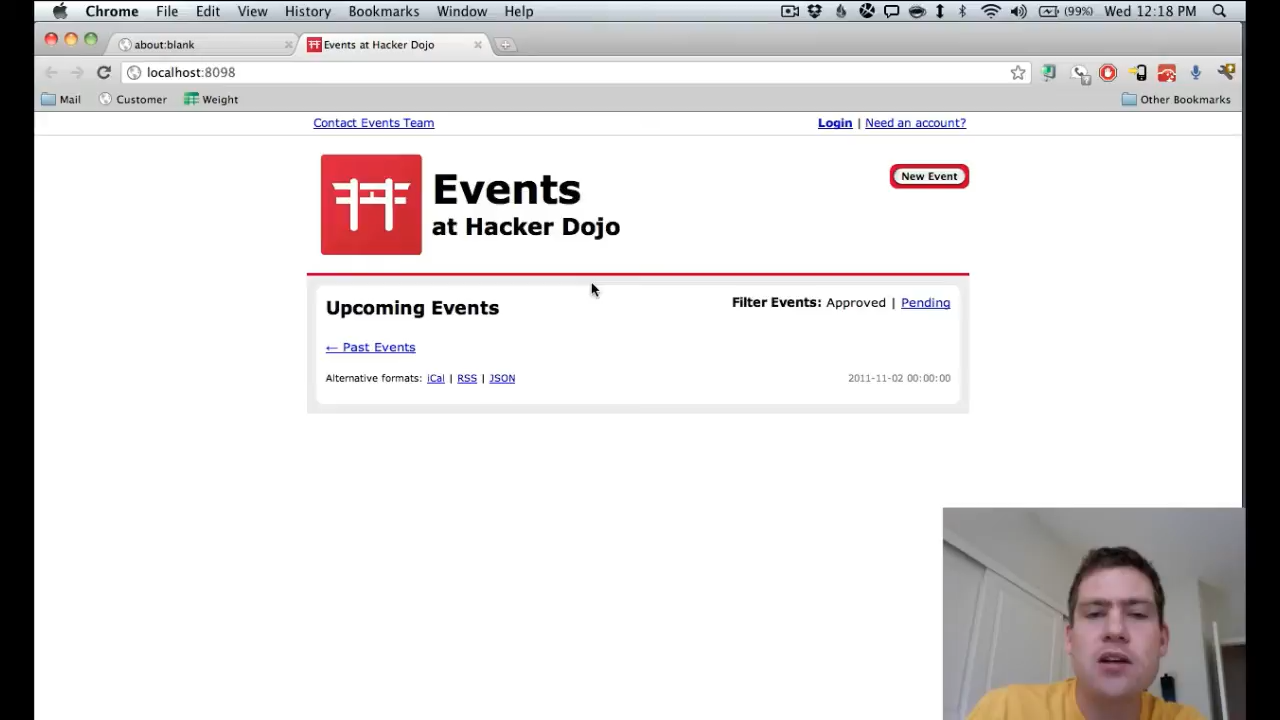 Chrome File Edit View History Bookmarks Window Help (99%) Wed 12:18 PM
about:blank Events at Hacker Dojo
localhost:8098
Mail Customer Weight Other Bookmarks
Contact Events Team Login | Need an account?
New Event
Events
at Hacker Dojo
Upcoming Events Filter Events: Approved | Pending
← Past Events
Alternative formats: iCal | RSS | JSON 2011-11-02 00:00:00